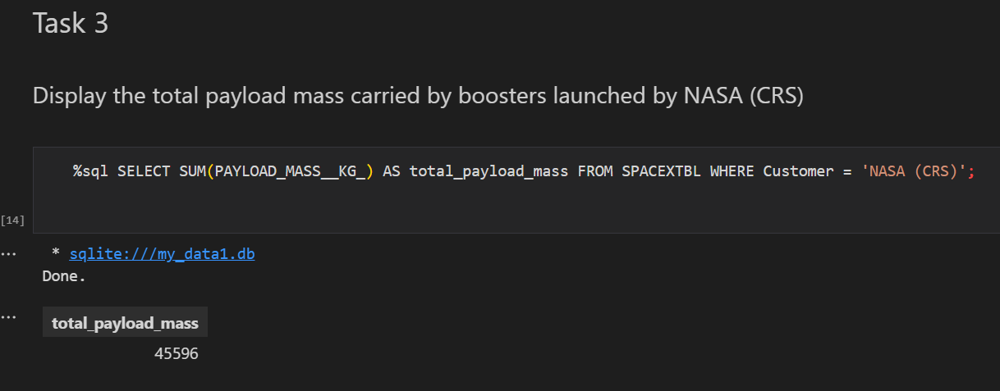 Task 3
Display the total payload mass carried by boosters launched by NASA (CRS)
%sql SELECT SUM(PAYLOAD_MASS__KG_) AS total_payload_mass FROM SPACEXTBL WHERE Customer = 'NASA (CRS)';
[14]
... * sqlite:///my_data1.db
Done.
... total_payload_mass
45596